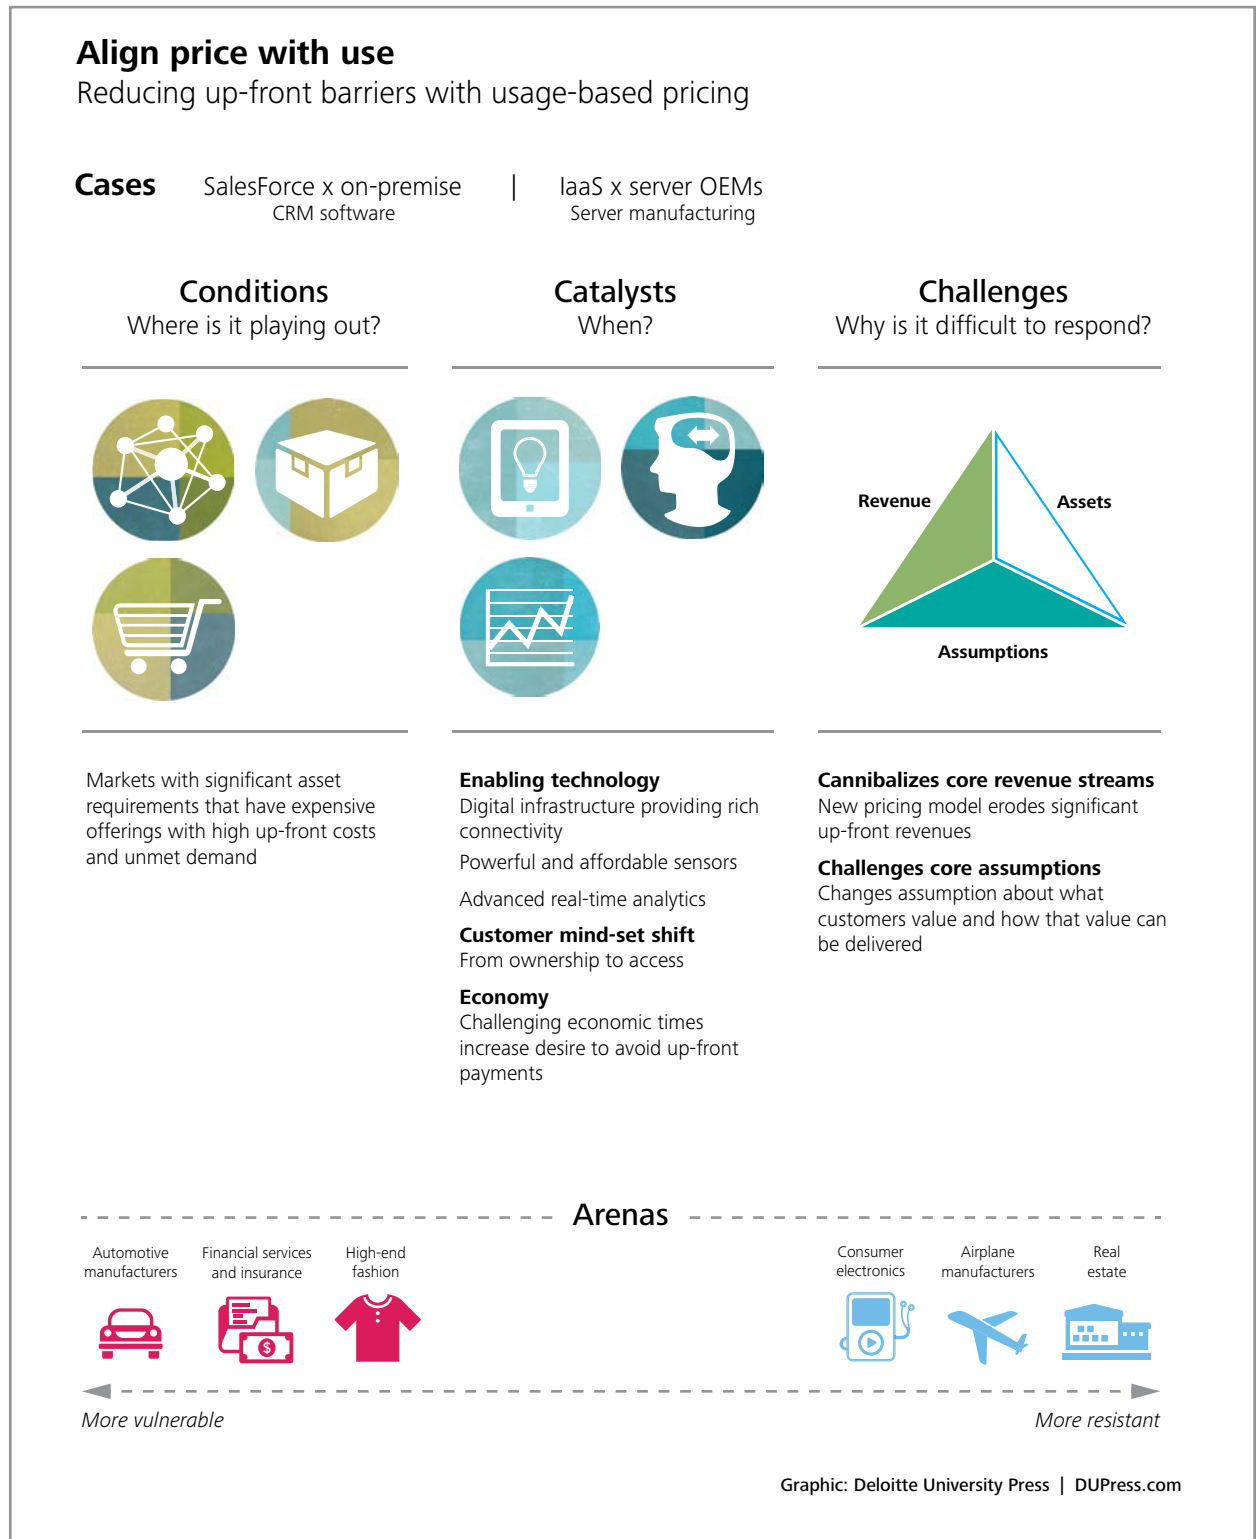 Align price with use
Reducing up-front barriers with usage-based pricing
Cases
SalesForce x on-premise | IaaS x server OEMs
CRM software
Server manufacturing
Conditions
Where is it playing out?
Catalysts
When?
Challenges
Why is it difficult to respond?
Revenue
Assets
Assumptions
Markets with significant asset
requirements that have expensive
offerings with high up-front costs
and unmet demand
Enabling technology
Digital infrastructure providing rich
connectivity
Powerful and affordable sensors
Advanced real-time analytics
Customer mind-set shift
From ownership to access
Economy
Challenging economic times
increase desire to avoid up-front
payments
Cannibalizes core revenue streams
New pricing model erodes significant
up-front revenues
Challenges core assumptions
Changes assumption about what
customers value and how that value can
be delivered
Arenas
Automotive
manufacturers
Financial services
and insurance
High-end
fashion
Consumer
electronics
Airplane
manufacturers
Real
estate
$
More vulnerable
More resistant
Graphic: Deloitte University Press | DUPress.com